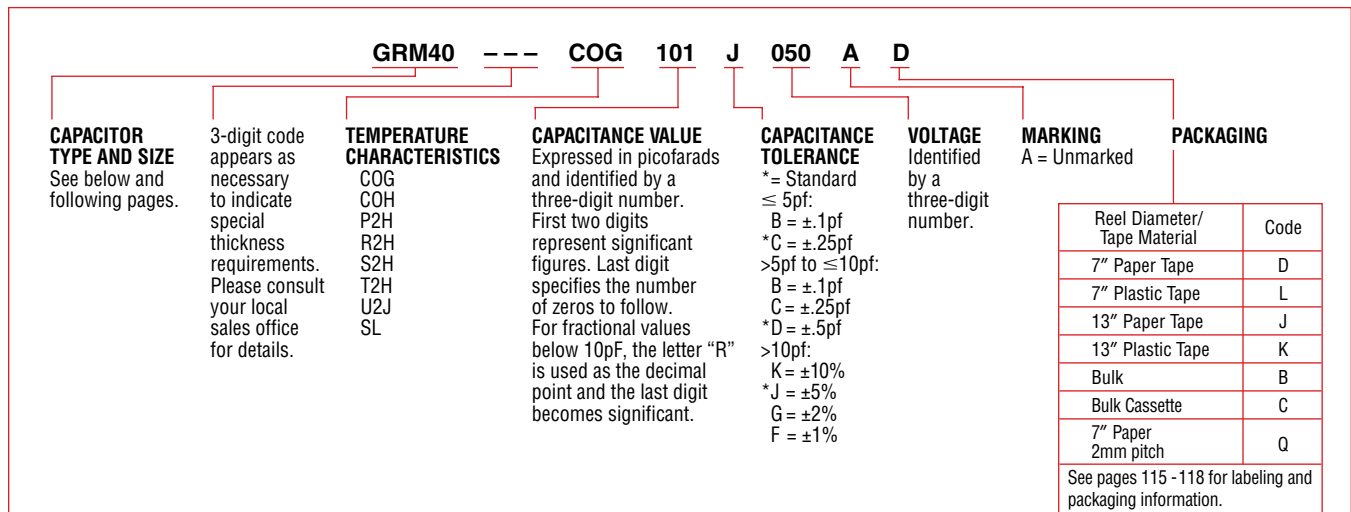 GRM40 – – – COG 101 J 050 A D
CAPACITOR
TYPE AND SIZE
See below and
following pages.
3-digit code
appears as
necessary
to indicate
special
thickness
requirements.
Please consult
your local
sales office
for details.
TEMPERATURE
CHARACTERISTICS
COG
COH
P2H
R2H
S2H
T2H
U2J
SL
CAPACITANCE VALUE
Expressed in picofarads
and identified by a
three-digit number.
First two digits
represent significant
figures. Last digit
specifies the number
of zeros to follow.
For fractional values
below 10pF, the letter “R”
is used as the decimal
point and the last digit
becomes significant.
CAPACITANCE
TOLERANCE
*= Standard
≤ 5pf:
B = ±.1pf
*C = ±.25pf
>5pf to ≤10pf:
B = ±.1pf
C = ±.25pf
*D = ±.5pf
>10pf:
K = ±10%
*J = ±5%
G = ±2%
F = ±1%
VOLTAGE
Identified
by a
three-digit
number.
MARKING
A = Unmarked
PACKAGING
Reel Diameter/
Tape Material Code
7″ Paper Tape D
7″ Plastic Tape L
13″ Paper Tape J
13″ Plastic Tape K
Bulk B
Bulk Cassette C
7″ Paper
2mm pitch Q
See pages 115 - 118 for labeling and
packaging information.